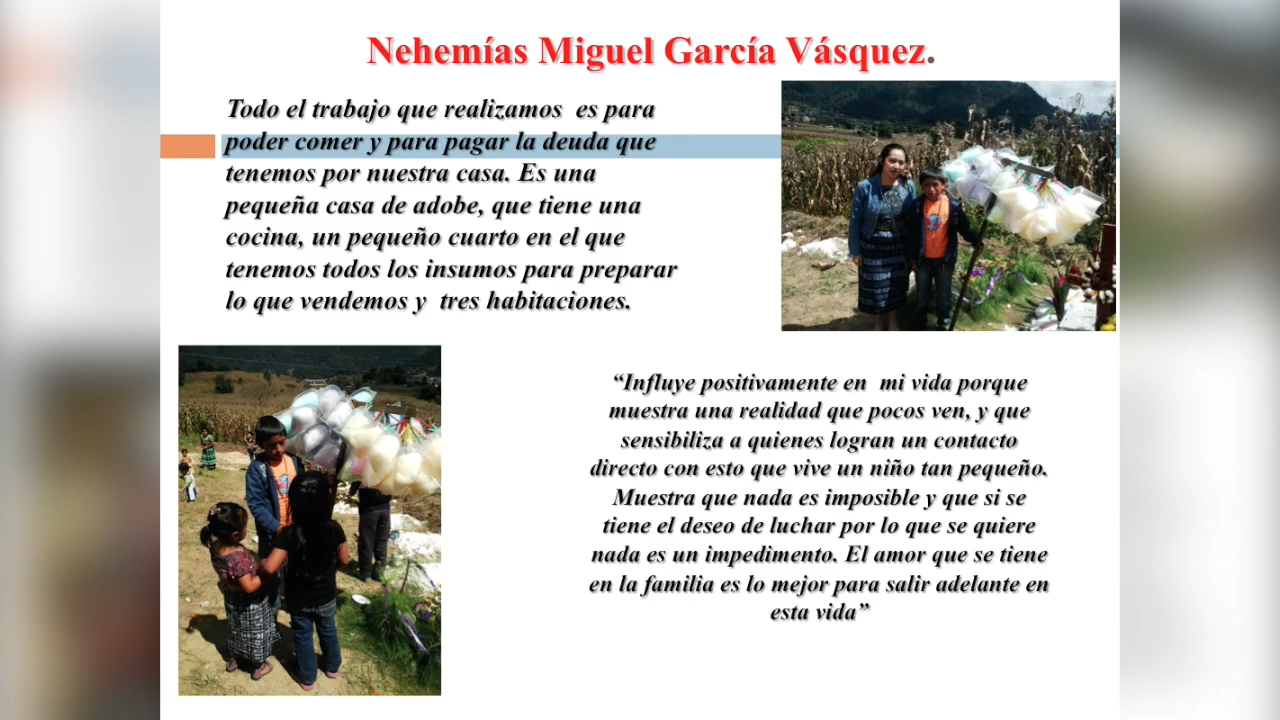 Nehemías Miguel García Vásquez.
Todo el trabajo que realizamos es para
poder comer y para pagar la deuda que
tenemos por nuestra casa. Es una
pequeña casa de adobe, que tiene una
cocina, un pequeño cuarto en el que
tenemos todos los insumos para preparar
lo que vendemos y tres habitaciones.
“Influye positivamente en mi vida porque
muestra una realidad que pocos ven, y que
sensibiliza a quienes logran un contacto
directo con esto que vive un niño tan pequeño.
Muestra que nada es imposible y que si se
tiene el deseo de luchar por lo que se quiere
nada es un impedimento. El amor que se tiene
en la familia es lo mejor para salir adelante en
esta vida”